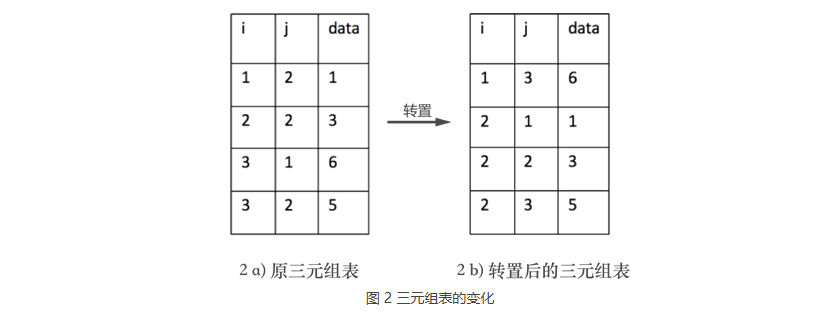 i j data
1 2 1
2 2 3
3 1 6
3 2 5
转置
i j data
1 3 6
2 1 1
2 2 3
2 3 5
2 a) 原三元组表
2 b) 转置后的三元组表
图 2 三元组表的变化